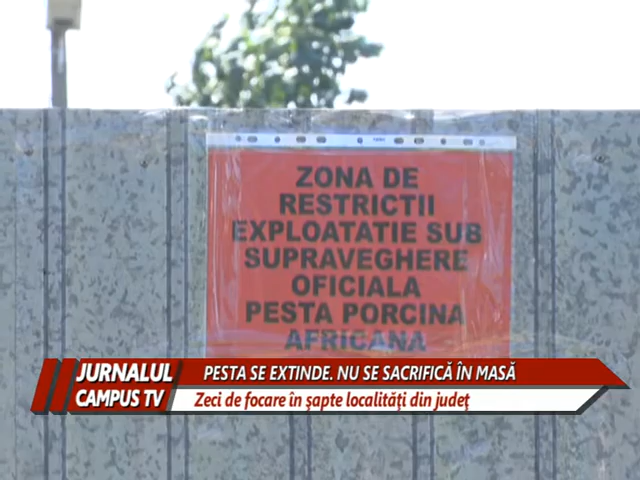 ZONA DE
RESTRICTII
EXPLOATATIE SUB
SUPRAVEGHERE
OFICIALA
PESTA PORCINA
AFRICANA
JURNALUL
CAMPUS TV
PESTA SE EXTINDE. NU SE SACRIFICĂ ÎN MASĂ
Zeci de focare în șapte localități din județ